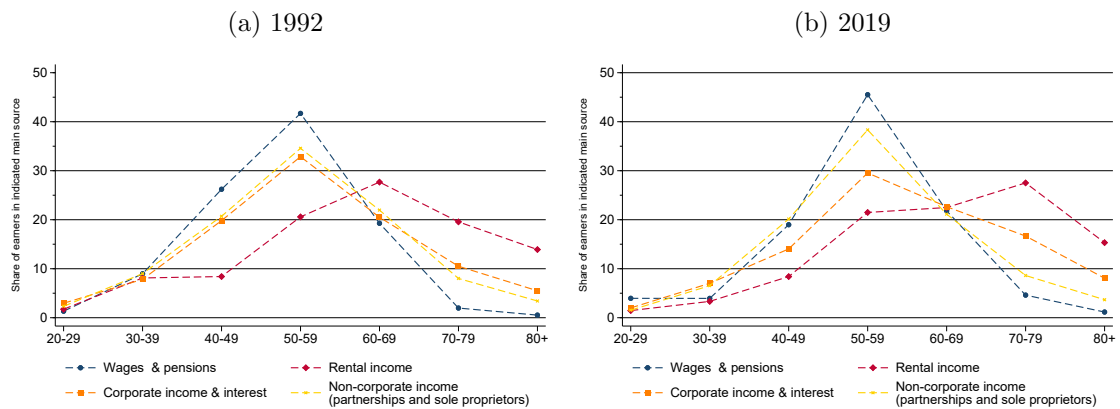 (a) 1992
Share of earners in indicated main source
50
40
30
20
10
0
20-29 30-39 40-49 50-59 60-69 70-79 80+
Wages & pensions
Rental income
Corporate income & interest
Non-corporate income
(partnerships and sole proprietors)
(b) 2019
Share of earners in indicated main source
50
40
30
20
10
0
20-29 30-39 40-49 50-59 60-69 70-79 80+
Wages & pensions
Rental income
Corporate income & interest
Non-corporate income
(partnerships and sole proprietors)